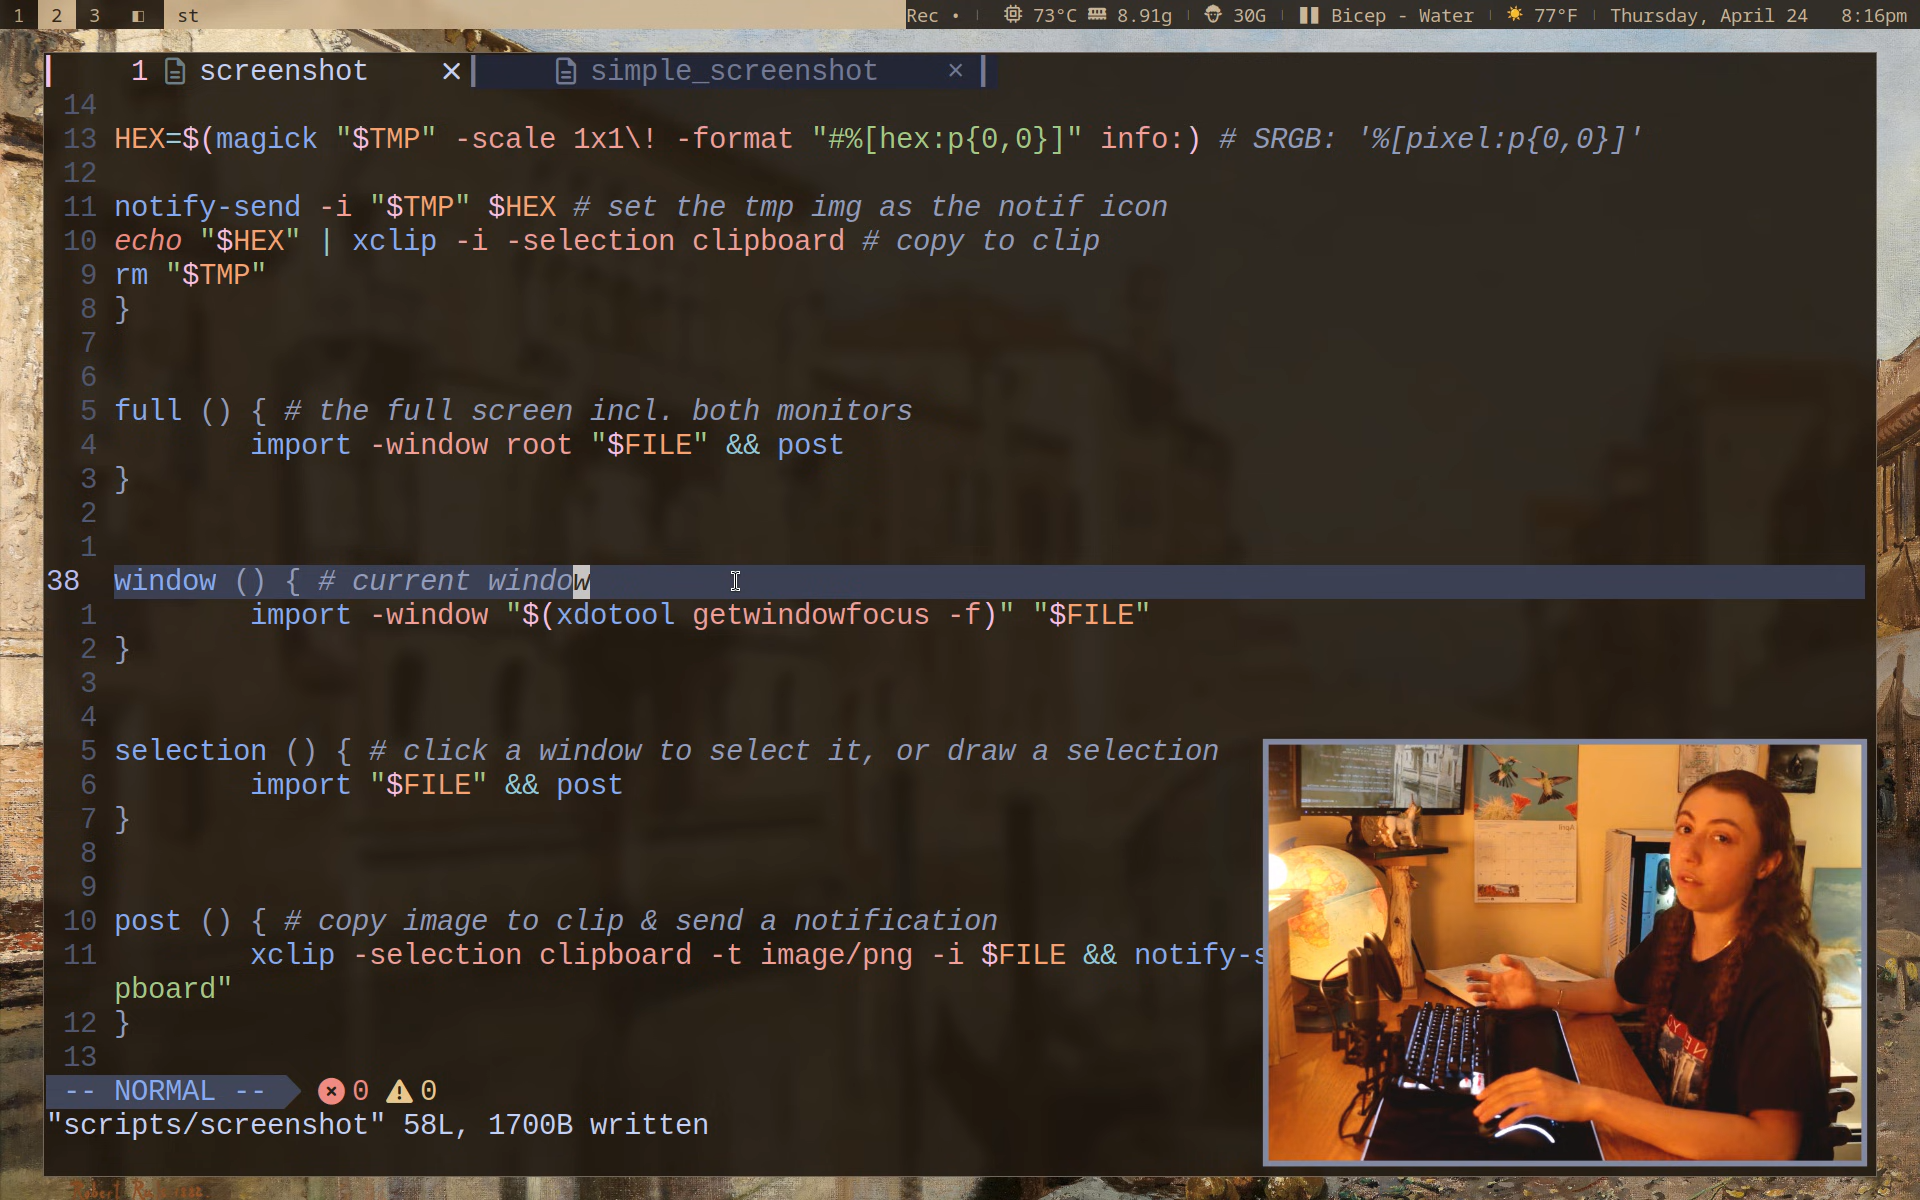 1 2 3 st Rec • 73°C 8.91g 30G Bicep - Water 77°F Thursday, April 24 8:16pm
1 screenshot × simple_screenshot ×
14
13 HEX=$(magick "$TMP" -scale 1x1\! -format "#%[hex:p{0,0}]" info:) # SRGB: '%[pixel:p{0,0}]'
12
11 notify-send -i "$TMP" $HEX # set the tmp img as the notif icon
10 echo "$HEX" | xclip -i -selection clipboard # copy to clip
9 rm "$TMP"
8 }
7
6
5 full () { # the full screen incl. both monitors
4 import -window root "$FILE" && post
3 }
2
1
38 window () { # current window
1 import -window "$(xdotool getwindowfocus -f)" "$FILE"
2 }
3
4
5 selection () { # click a window to select it, or draw a selection
6 import "$FILE" && post
7 }
8
9
10 post () { # copy image to clip & send a notification
11 xclip -selection clipboard -t image/png -i $FILE && notify-s
pboard"
12 }
13
-- NORMAL -- 0 0
"scripts/screenshot" 58L, 1700B written